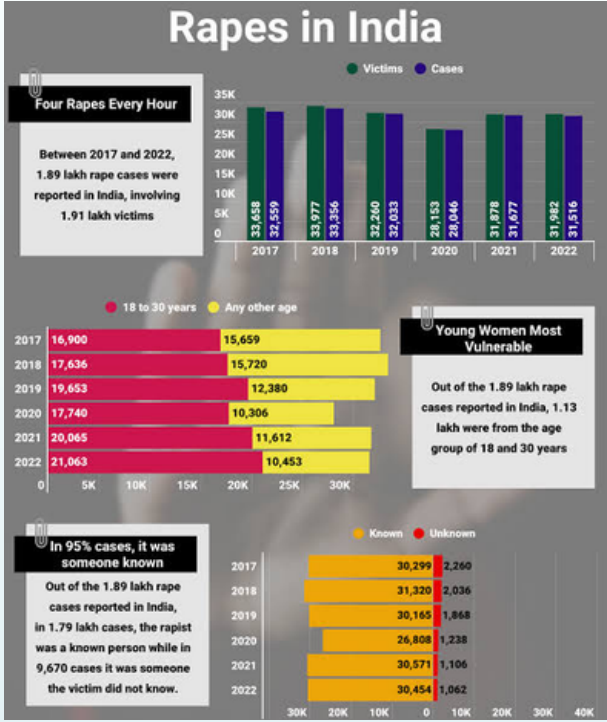 Rapes in India
Victims Cases
Four Rapes Every Hour
Between 2017 and 2022,
1.89 lakh rape cases were
reported in India, involving
1.91 lakh victims
35K
30K
25K
20K
15K
10K
5K
0
33,658 32,559 33,977 33,356 32,260 32,033 28,153 28,046 31,878 31,677 31,982 31,516
2017 2018 2019 2020 2021 2022
18 to 30 years Any other age
2017 16,900 15,659
2018 17,636 15,720
2019 19,653 12,380
2020 17,740 10,306
2021 20,065 11,612
2022 21,063 10,453
0 5K 10K 15K 20K 25K 30K
Young Women Most
Vulnerable
Out of the 1.89 lakh rape
cases reported in India, 1.13
lakh were from the age
group of 18 and 30 years
In 95% cases, it was
someone known
Out of the 1.89 lakh rape
cases reported in India,
in 1.79 lakh cases, the rapist
was a known person while in
9,670 cases it was someone
the victim did not know.
Known Unknown
2017 30,299 2,260
2018 31,320 2,036
2019 30,165 1,868
2020 26,808 1,238
2021 30,571 1,106
2022 30,454 1,062
30K 20K 10K 0 10K 20K 30K 40K